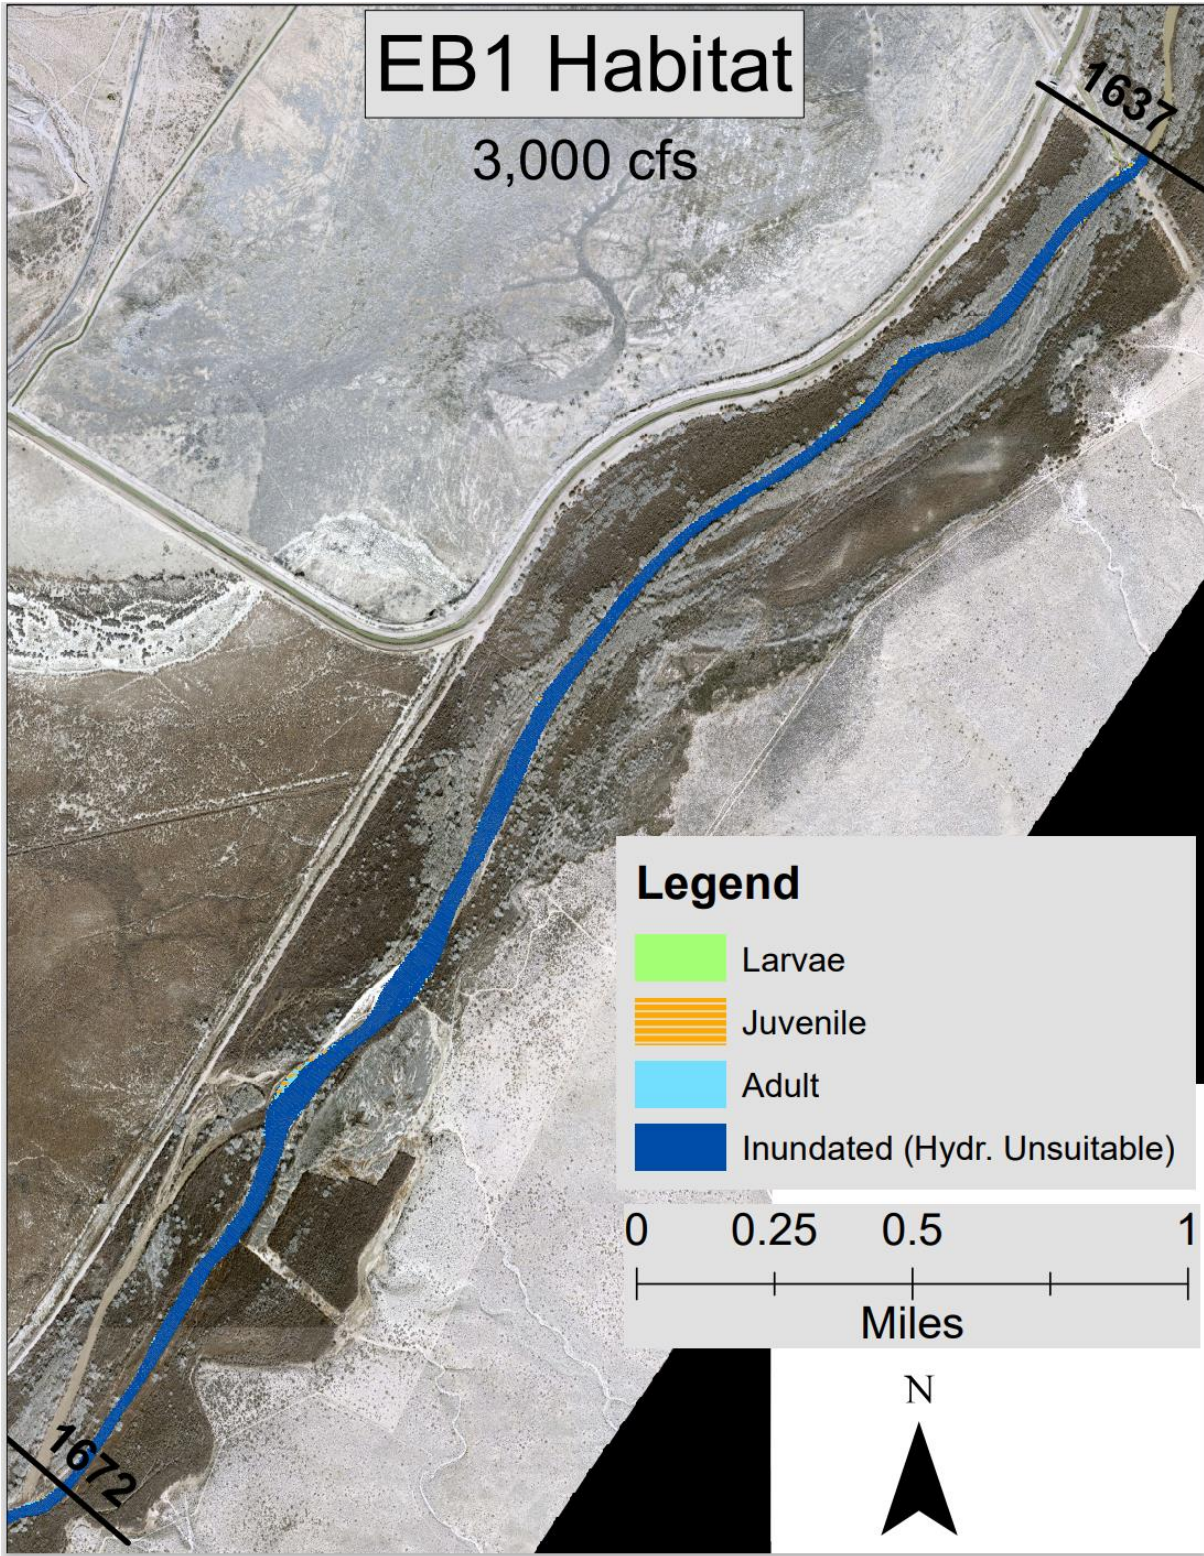 EB1 Habitat
3,000 cfs
1637
Legend
Larvae
Juvenile
Adult
Inundated (Hydr. Unsuitable)
0 0.25 0.5 1
Miles
N
1672